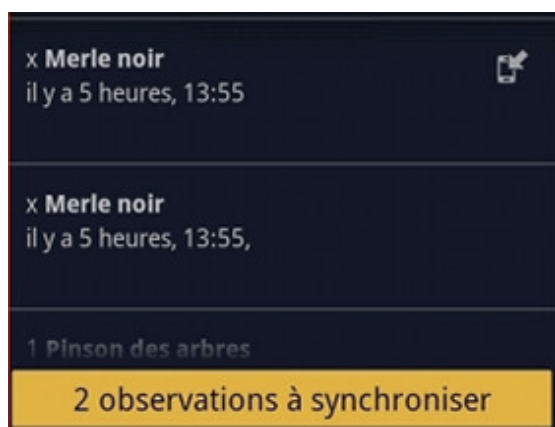 x Merle noir
il y a 5 heures, 13:55
x Merle noir
il y a 5 heures, 13:55,
1 Pinson des arbres
2 observations à synchroniser